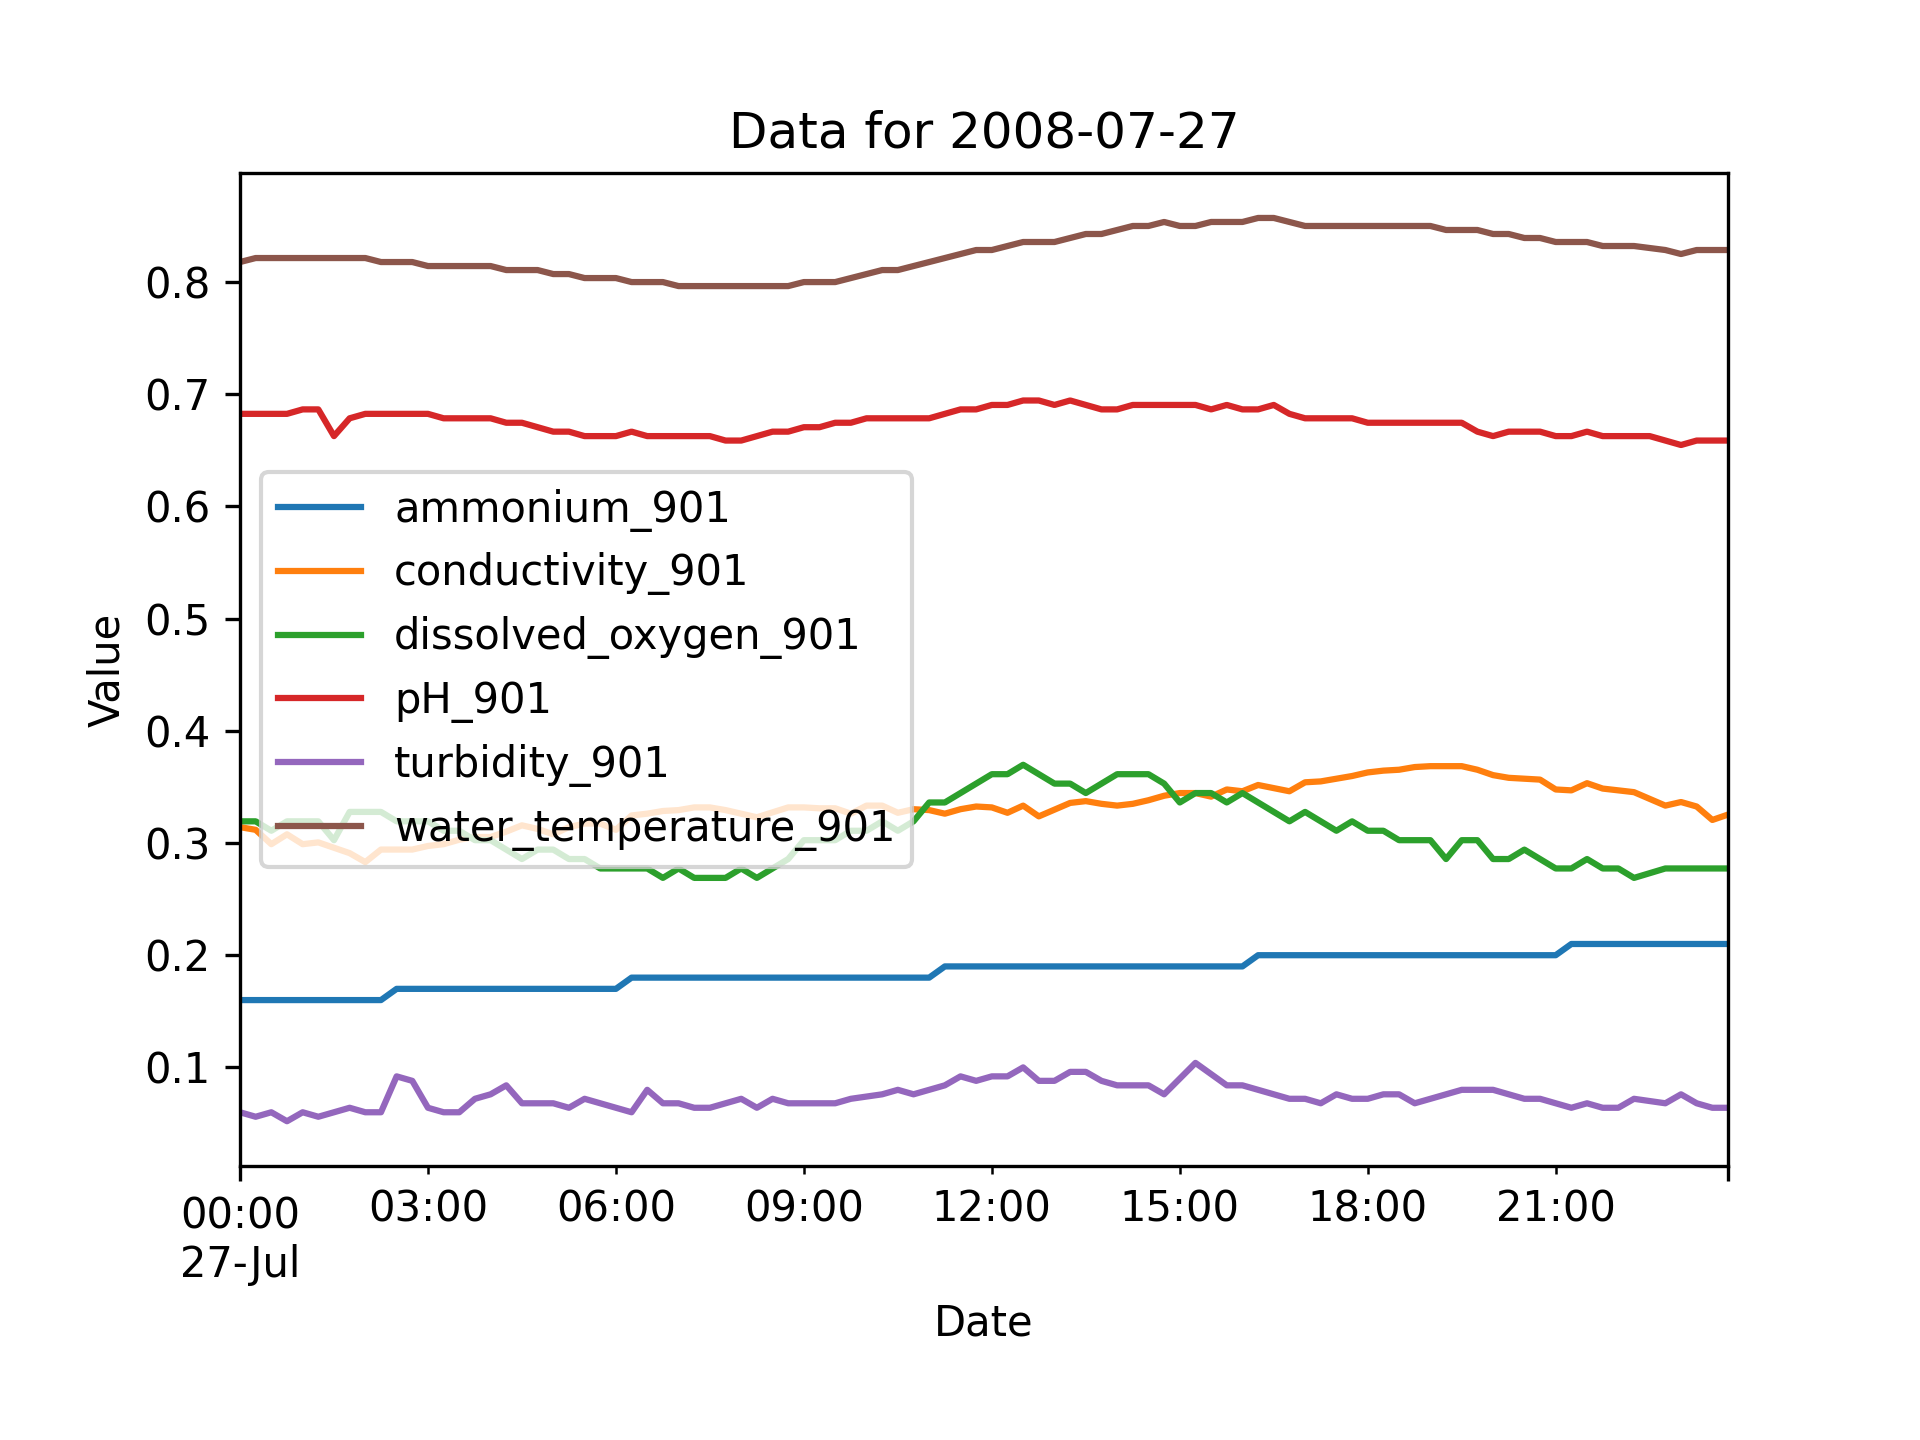 Data for 2008-07-27
Value
0.8
0.7
0.6
0.5
0.4
0.3
0.2
0.1
ammonium_901
conductivity_901
dissolved_oxygen_901
pH_901
turbidity_901
water_temperature_901
00:00 03:00 06:00 09:00 12:00 15:00 18:00 21:00
27-Jul
Date